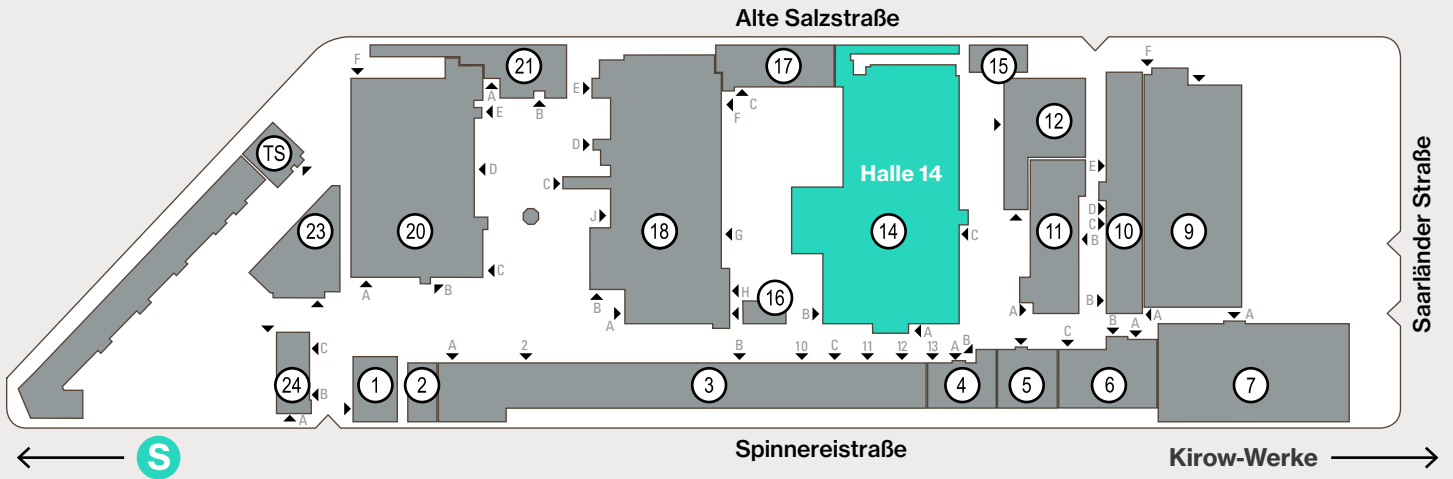 Alte Salzstraße
F
21
17
15
F
A
B
E
E
C
F
12
TS
D
D
C
Halle 14
E
23
20
J
18
G
14
C
D
C
B
11
10
9
C
A
B
H
16
B
A
B
A
A
B
A
B
A
A
C
24
B
A
1
2
A
2
3
B
10
C
11
12
13
A
B
4
5
C
6
7
Saarländer Straße
S
Spinnereistraße
Kirow-Werke